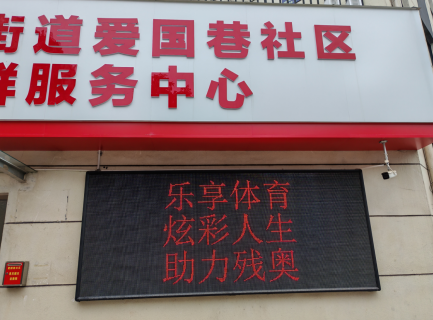 街道爱国巷社区
群服务中心
乐享体育
炫彩人生
助力残奥